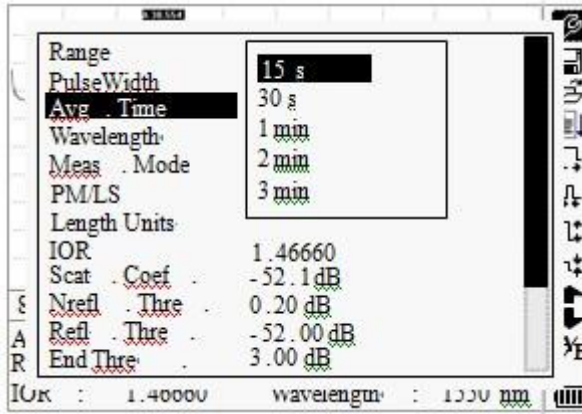 Range
PulseWidth
Avg . Time
Wavelength
Meas . Mode
PM/LS
Length Units
15 s
30 s
1 min
2 min
3 min
IOR 1.46660
Scat . Coef . -52.1 dB
Nrefl . Thre . 0.20 dB
Refl . Thre . -52.00 dB
End Thre . 3.00 dB
A
R
IOR : 1.46660 Wavelength : 1550 nm